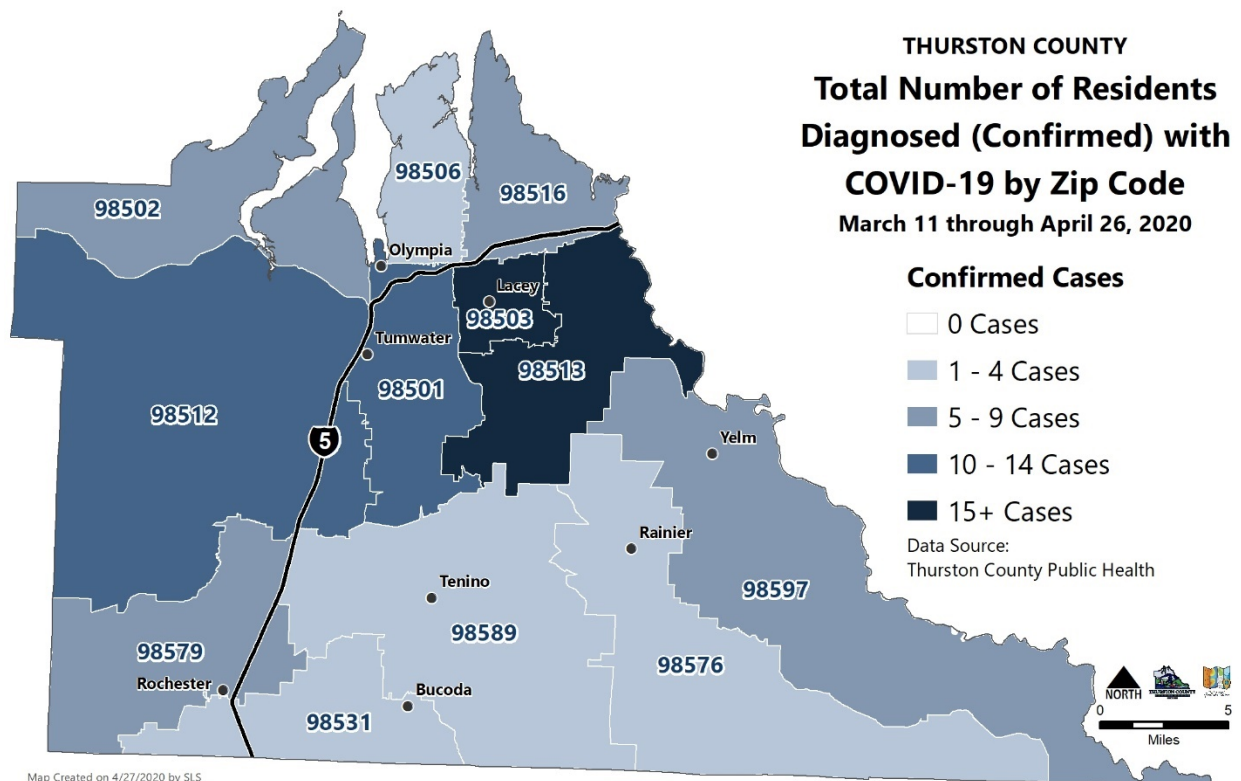 THURSTON COUNTY
Total Number of Residents
Diagnosed (Confirmed) with
COVID-19 by Zip Code
March 11 through April 26, 2020
Confirmed Cases
0 Cases
1 - 4 Cases
5 - 9 Cases
10 - 14 Cases
15+ Cases
Data Source:
Thurston County Public Health
98506
98516
98502
Olympia
Lacey
98503
Tumwater
98513
98501
98512
5
Yelm
Rainier
Tenino
98597
98589
98579
98576
Rochester
Bucoda
98531
NORTH
THURSTON COUNTY
0 5
Miles
Map Created on 4/27/2020 by SLS